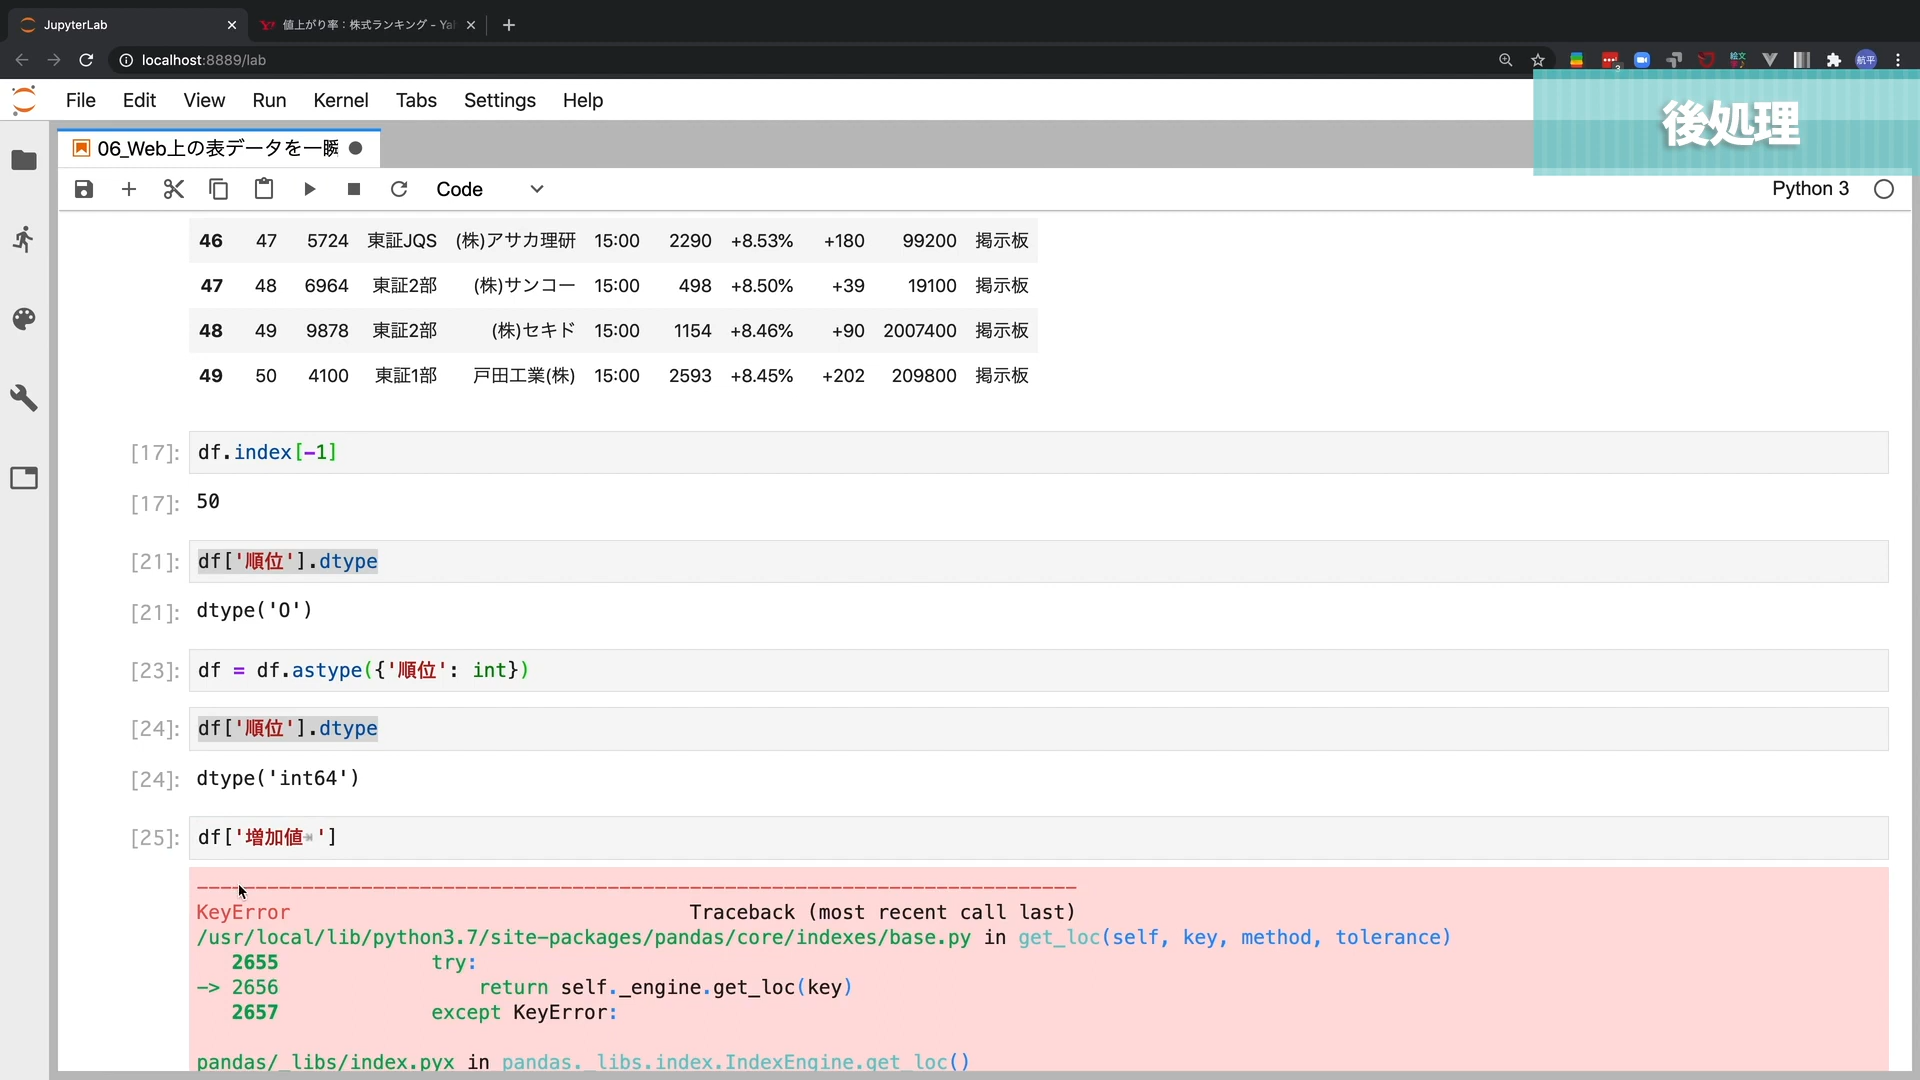 JupyterLab
値上がり率：株式ランキング - Ya
localhost:8889/lab
絵文
3
航平
後処理
File Edit View Run Kernel Tabs Settings Help
06_Web上の表データを一瞬
Code
Python 3
46 47 5724 東証JQS (株)アサカ理研 15:00 2290 +8.53% +180 99200 掲示板
47 48 6964 東証2部 (株)サンコー 15:00 498 +8.50% +39 19100 掲示板
48 49 9878 東証2部 (株)セキド 15:00 1154 +8.46% +90 2007400 掲示板
49 50 4100 東証1部 戸田工業(株) 15:00 2593 +8.45% +202 209800 掲示板
[17]: df.index[-1]
[17]: 50
[21]: df['順位'].dtype
[21]: dtype('O')
[23]: df = df.astype({'順位': int})
[24]: df['順位'].dtype
[24]: dtype('int64')
[25]: df['増加値 ']
---------------------------------------------------------------------------
KeyError Traceback (most recent call last)
/usr/local/lib/python3.7/site-packages/pandas/core/indexes/base.py in get_loc(self, key, method, tolerance)
2655 try:
-> 2656 return self._engine.get_loc(key)
2657 except KeyError:
pandas/_libs/index.pyx in pandas._libs.index.IndexEngine.get_loc()